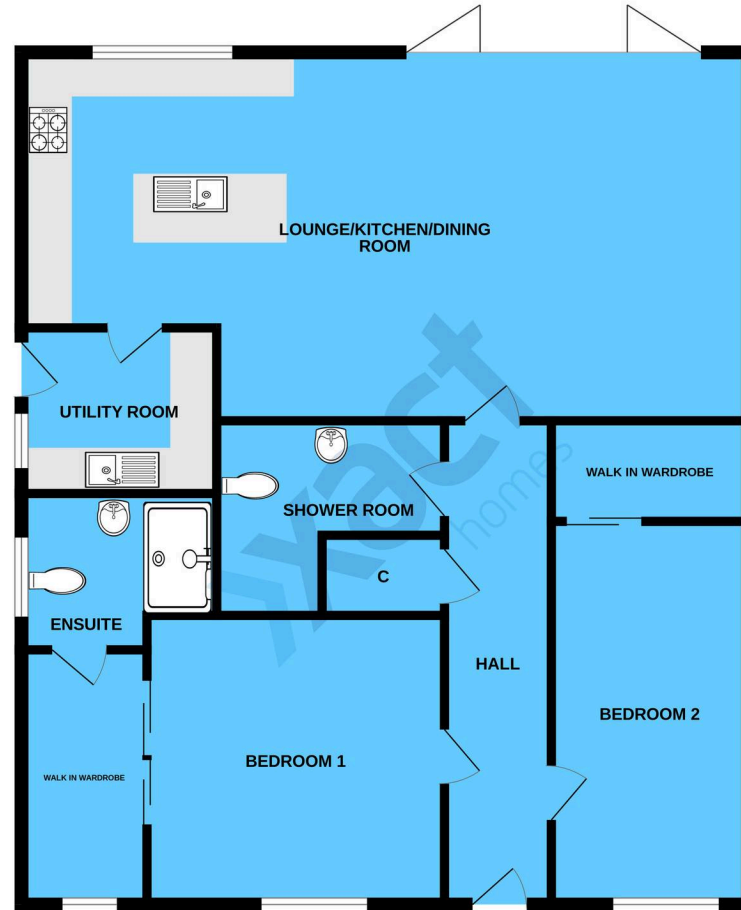 LOUNGE/KITCHEN/DINING
ROOM
UTILITY ROOM
WALK IN WARDROBE
SHOWER ROOM
C
ENSUITE
HALL
BEDROOM 2
BEDROOM 1
WALK IN WARDROBE
xact
homes